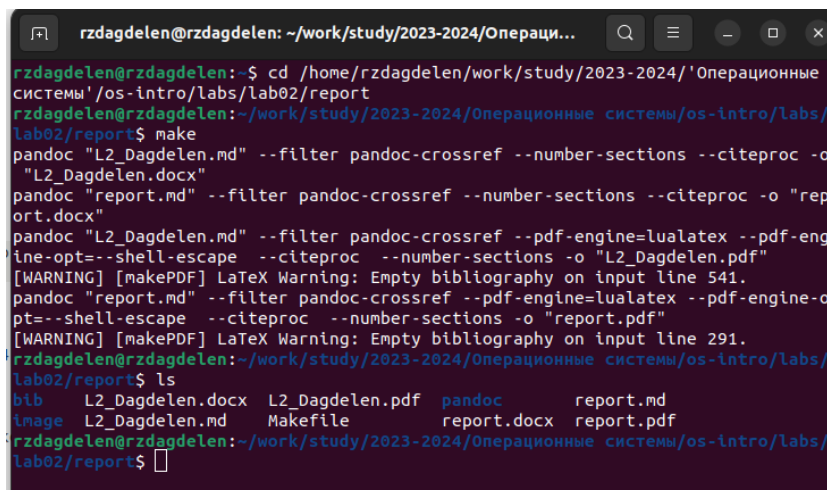 rzdagdelen@rzdagdelen: ~/work/study/2023-2024/Операци...
rzdagdelen@rzdagdelen:~$ cd /home/rzdagdelen/work/study/2023-2024/'Операционные
системы'/os-intro/labs/lab02/report
rzdagdelen@rzdagdelen:~/work/study/2023-2024/Операционные системы/os-intro/labs/
lab02/report$ make
pandoc "L2_Dagdelen.md" --filter pandoc-crossref --number-sections --citeproc -o
"L2_Dagdelen.docx"
pandoc "report.md" --filter pandoc-crossref --number-sections --citeproc -o "rep
ort.docx"
pandoc "L2_Dagdelen.md" --filter pandoc-crossref --pdf-engine=lualatex --pdf-eng
ine-opt=--shell-escape --citeproc  --number-sections -o "L2_Dagdelen.pdf"
[WARNING] [makePDF] LaTeX Warning: Empty bibliography on input line 541.
pandoc "report.md" --filter pandoc-crossref --pdf-engine=lualatex --pdf-engine-o
pt=--shell-escape  --citeproc  --number-sections -o "report.pdf"
[WARNING] [makePDF] LaTeX Warning: Empty bibliography on input line 291.
rzdagdelen@rzdagdelen:~/work/study/2023-2024/Операционные системы/os-intro/labs/
lab02/report$ ls
bib    L2_Dagdelen.docx  L2_Dagdelen.pdf  pandoc       report.md
image  L2_Dagdelen.md    Makefile         report.docx  report.pdf
rzdagdelen@rzdagdelen:~/work/study/2023-2024/Операционные системы/os-intro/labs/
lab02/report$